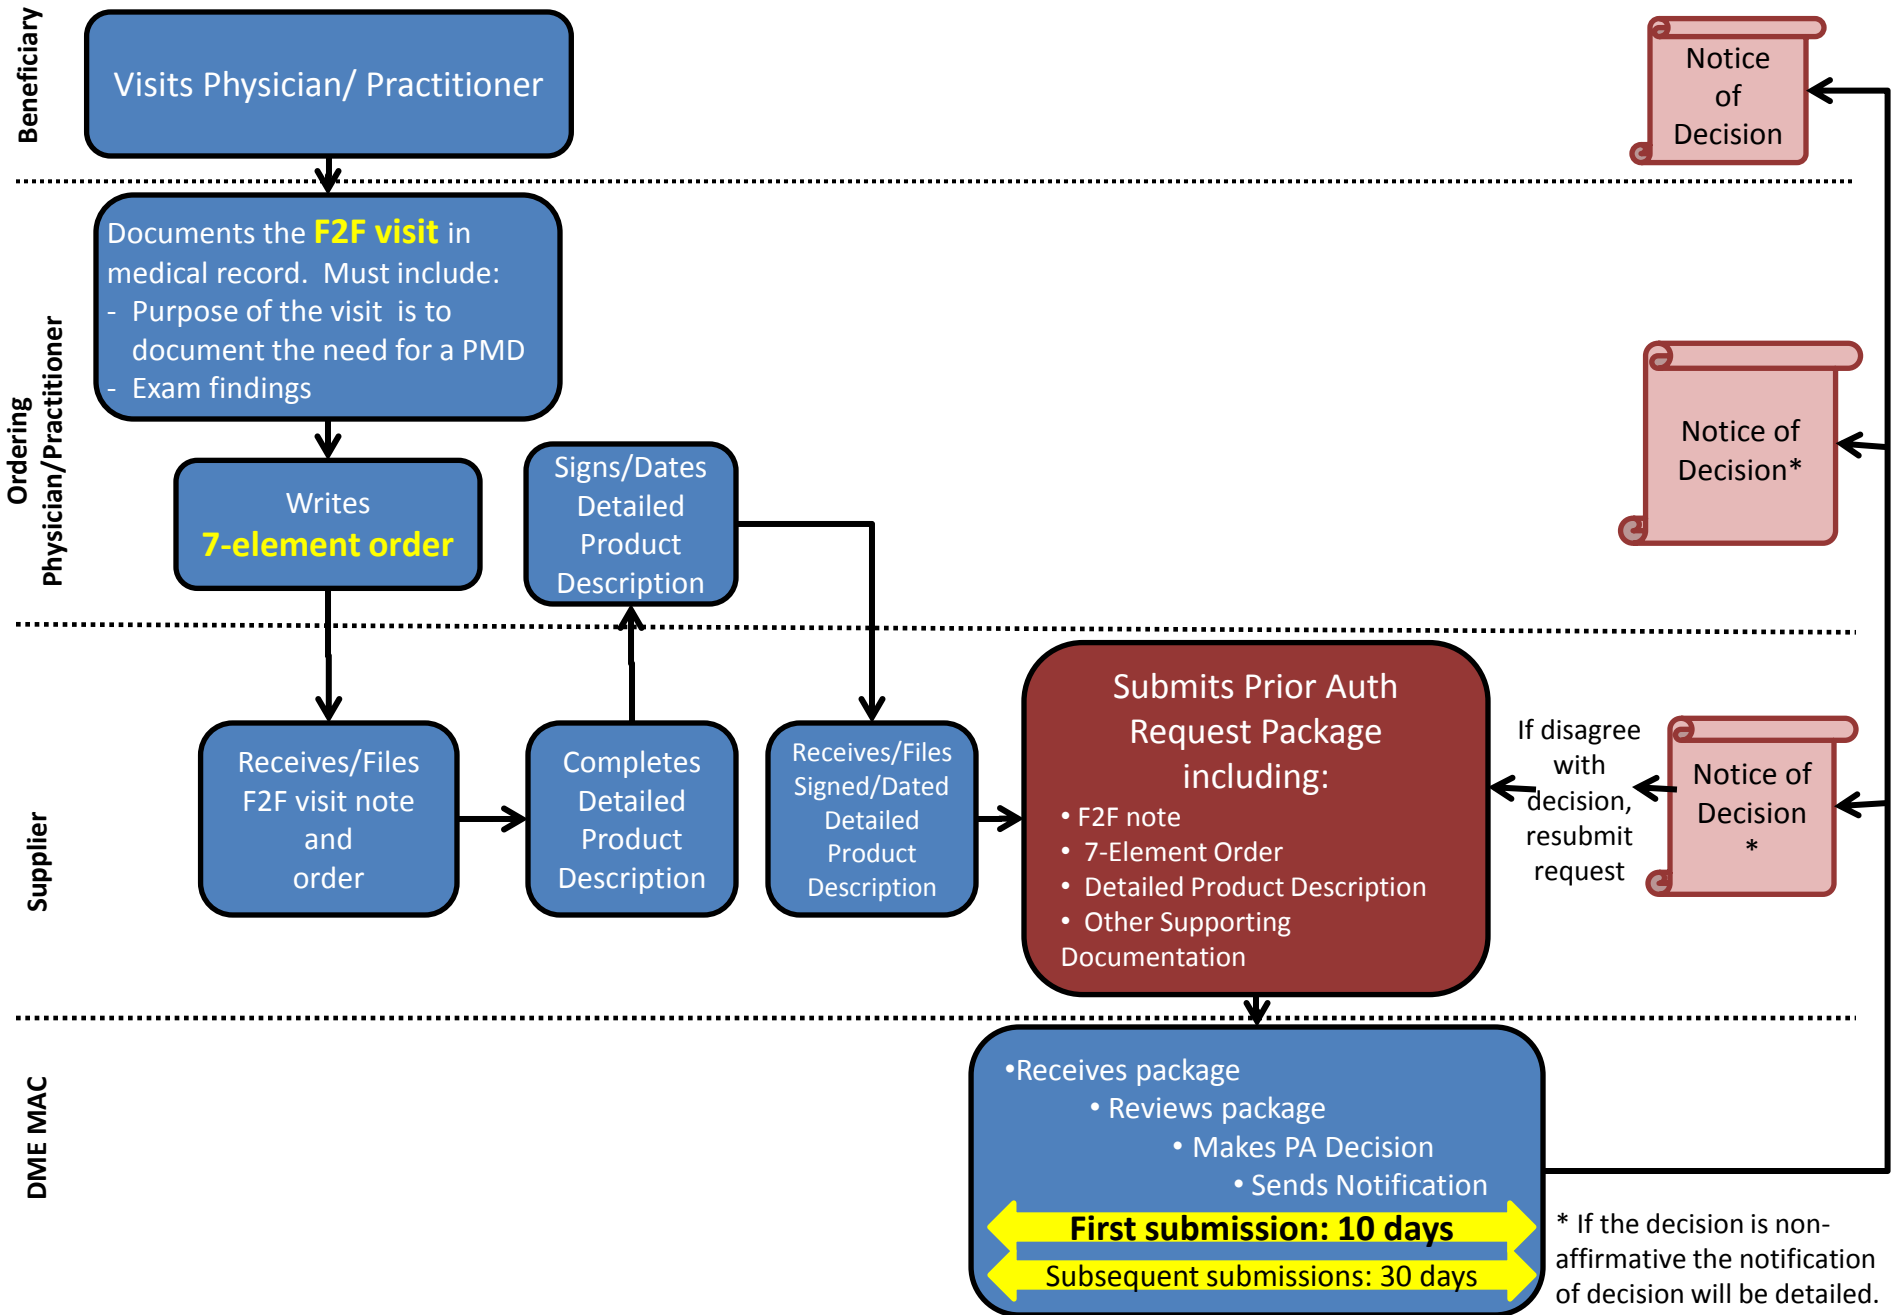 Beneficiary
Visits Physician/ Practitioner
Notice
of
Decision
Ordering
Physician/Practitioner
Documents the F2F visit in
medical record.  Must include:
- Purpose of the visit  is to
document the need for a PMD
- Exam findings
Writes
7-element order
Signs/Dates
Detailed
Product
Description
Notice of
Decision*
Supplier
Receives/Files
F2F visit note
and
order
Completes
Detailed
Product
Description
Receives/Files
Signed/Dated
Detailed
Product
Description
Submits Prior Auth
Request Package
including:
• F2F note
• 7-Element Order
• Detailed Product Description
• Other Supporting
Documentation
If disagree
with
decision,
resubmit
request
Notice of
Decision
*
DME MAC
•Receives package
• Reviews package
• Makes PA Decision
• Sends Notification
First submission: 10 days
Subsequent submissions: 30 days
* If the decision is non-
affirmative the notification
of decision will be detailed.